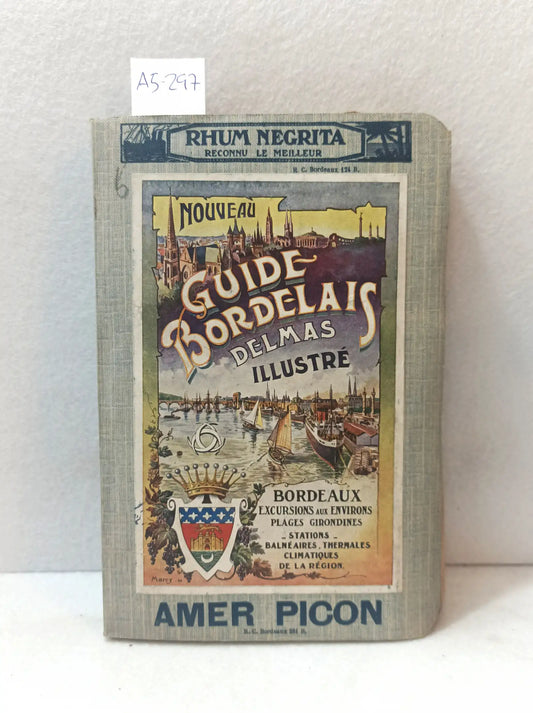 A5-297
RHUM NEGRITA
RECONNU LE MEILLEUR
R. C. Bordeaux 124 B.
6
NOUVEAU
GUIDE
BORDELAIS
DELMAS
ILLUSTRÉ
BORDEAUX
EXCURSIONS AUX ENVIRONS
PLAGES GIRONDINES
- STATIONS -
BALNÉAIRES, THERMALES
CLIMATIQUES
DE LA RÉGION.
AMER PICON